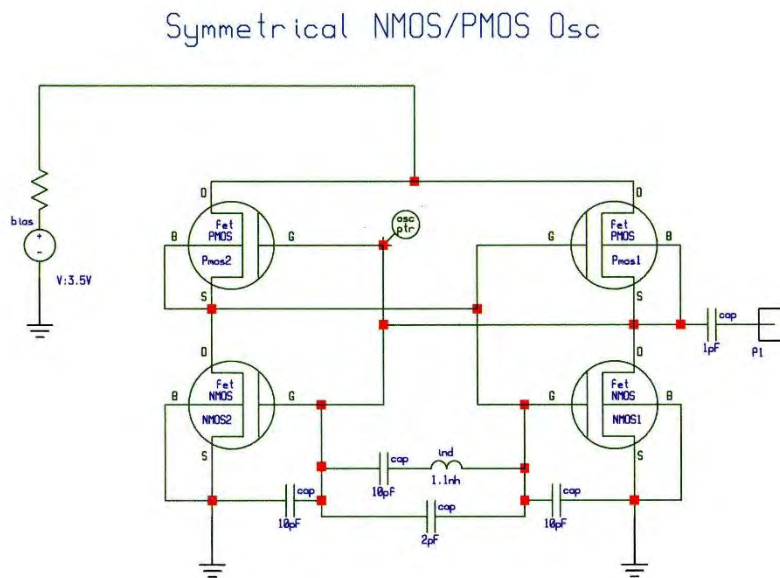 Symmetrical NMOS/PMOS Osc
D
D
bias
fet
PMOS
Pmos2
B
G
S
osc
ptr
fet
PMOS
Pmos1
G
B
S
V:3.5V
cap
1pF
P1
D
D
fet
NMOS
NMOS2
B
G
S
fet
NMOS
NMOS1
G
B
S
cap
10pF
ind
1.1nh
cap
10pF
cap
2pF
cap
10pF